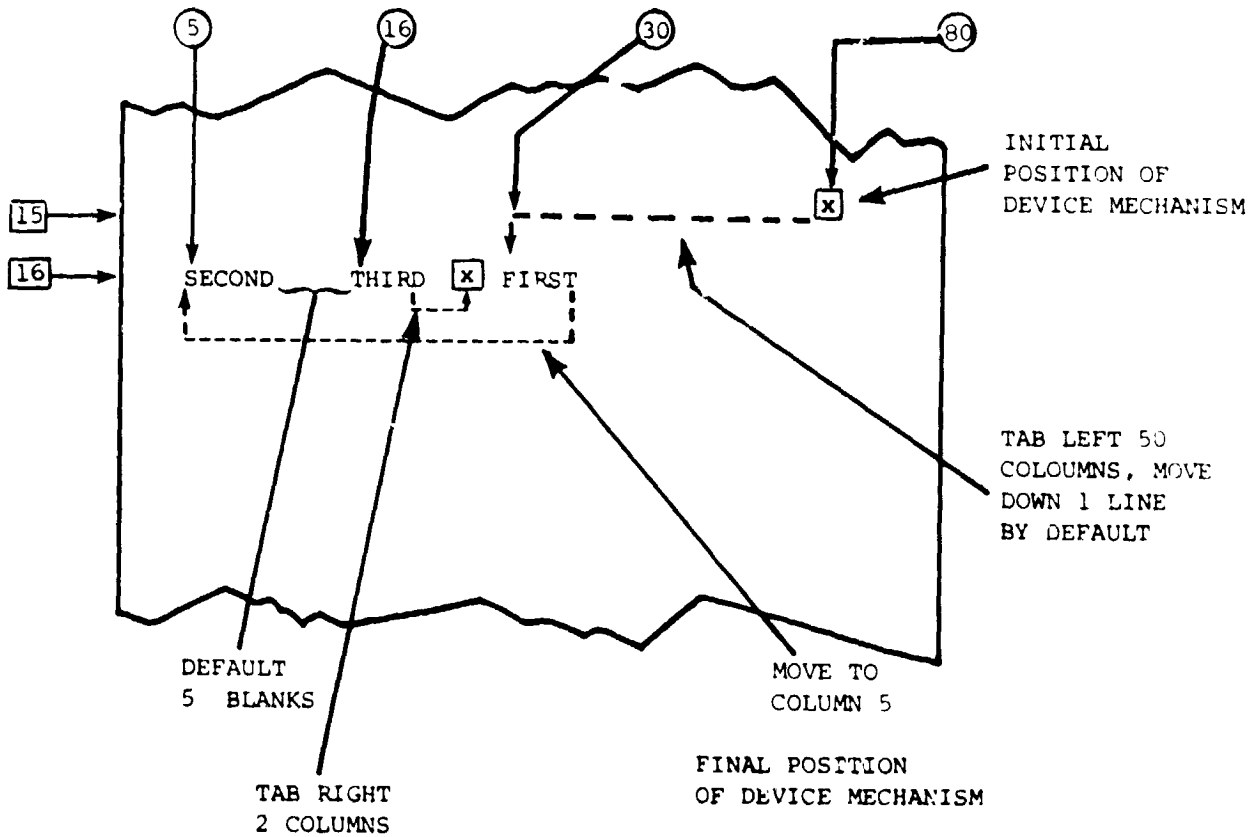 5 16 30 80
INITIAL
POSITION OF
DEVICE MECHANISM
15
x
16
SECOND THIRD x FIRST
TAB LEFT 50
COLOUMNS, MOVE
DOWN 1 LINE
BY DEFAULT
DEFAULT
5 BLANKS
MOVE TO
COLUMN 5
TAB RIGHT
2 COLUMNS
FINAL POSITION
OF DEVICE MECHANISM